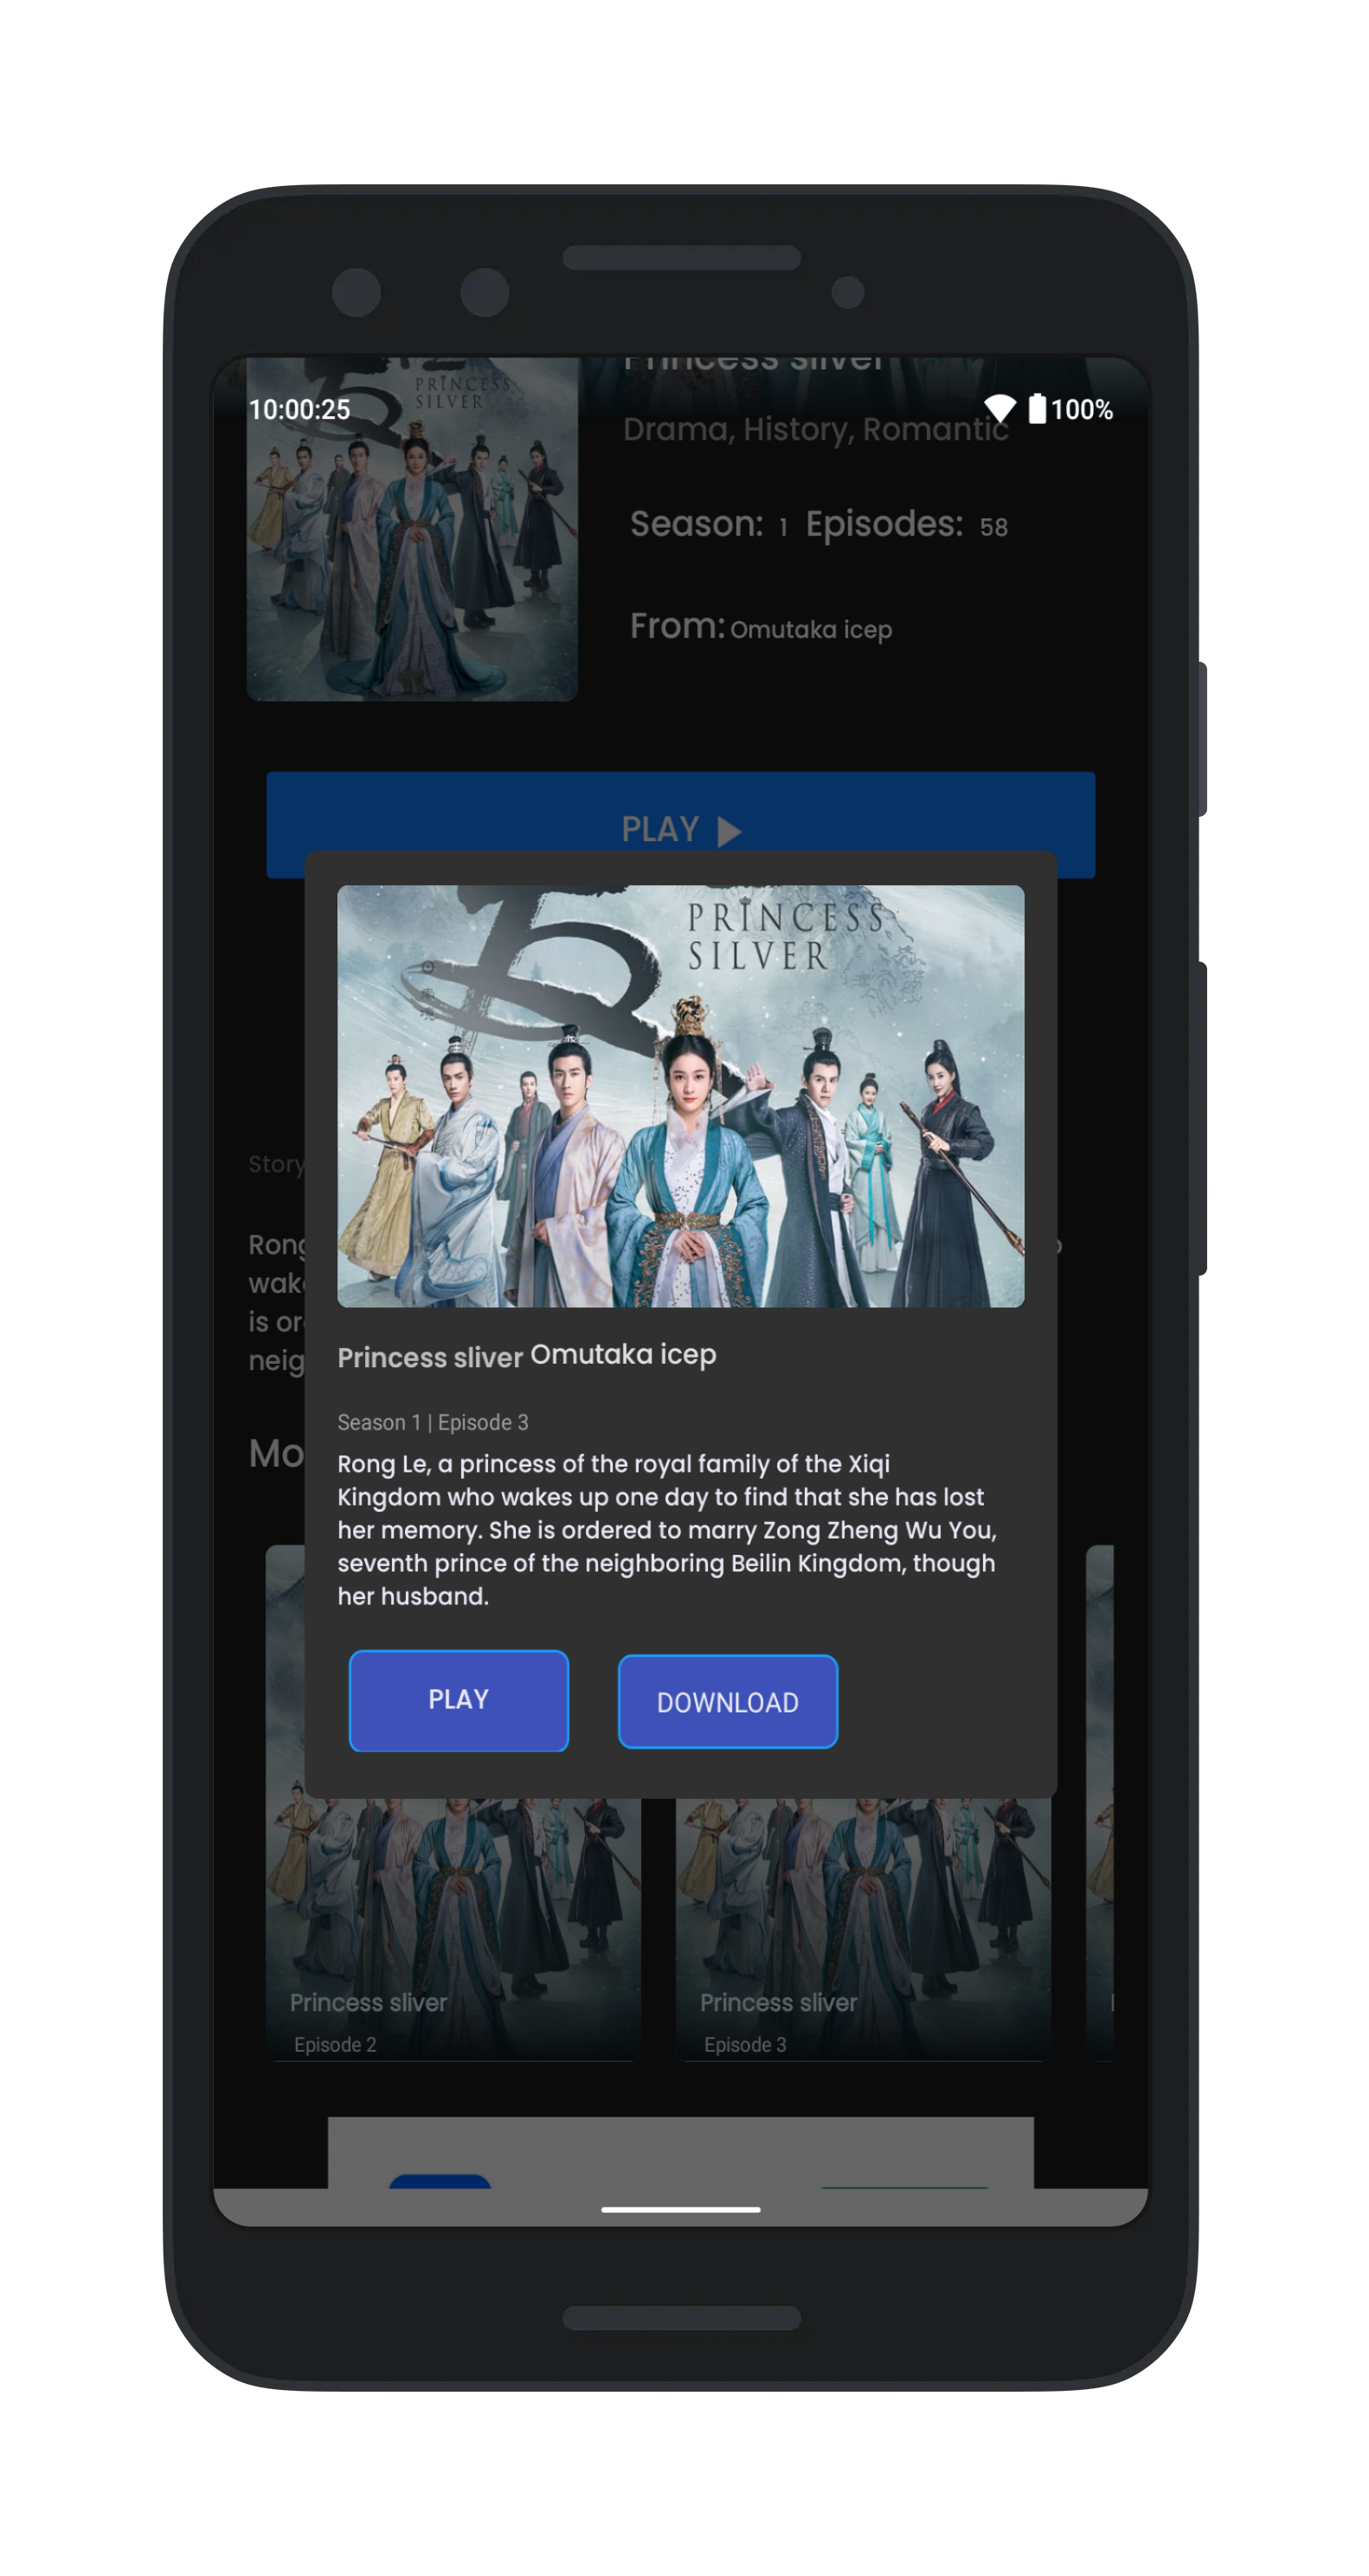 Princess sliver
10:00:25
100%
PRINCESS
SILVER
Drama, History, Romantic
Season: 1 Episodes: 58
From: Omutaka icep
PLAY
PRINCESS
SILVER
Story
Rong
wak
is or
neig
Mo
Princess sliver Omutaka icep
Season 1 | Episode 3
Rong Le, a princess of the royal family of the Xiqi
Kingdom who wakes up one day to find that she has lost
her memory. She is ordered to marry Zong Zheng Wu You,
seventh prince of the neighboring Beilin Kingdom, though
her husband.
PLAY
DOWNLOAD
Princess sliver
Episode 2
Princess sliver
Episode 3